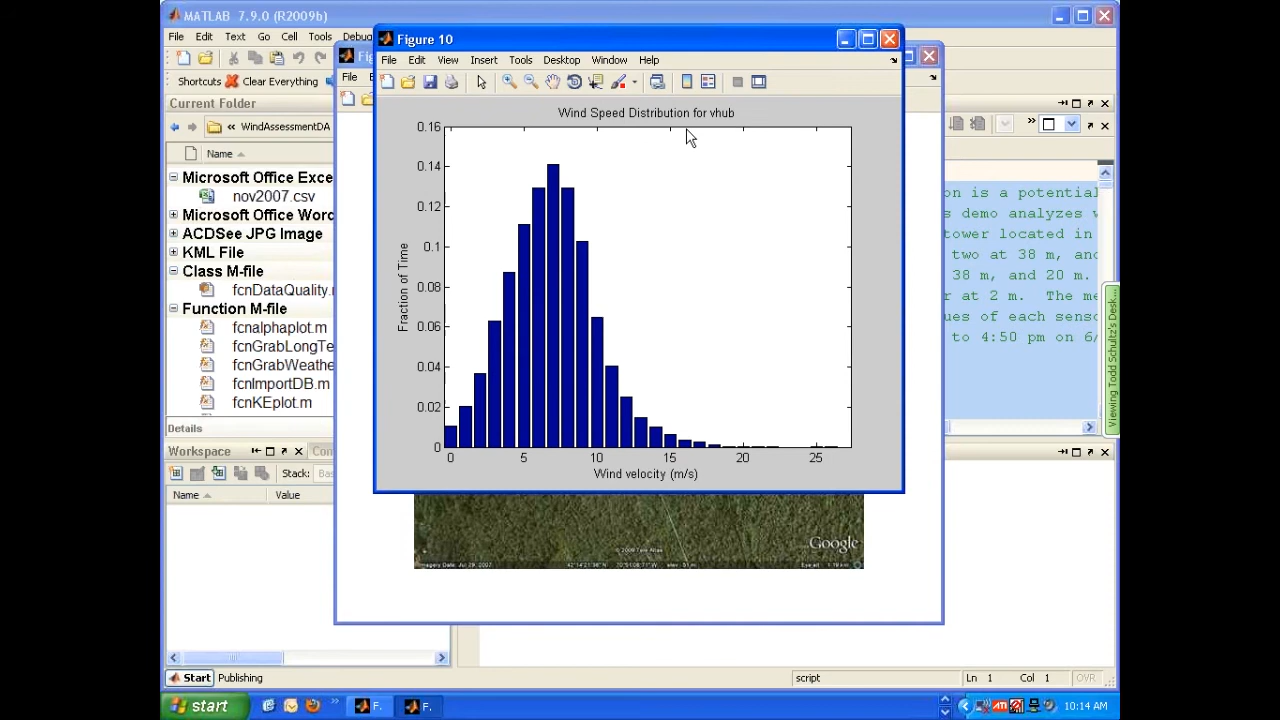 MATLAB 7.9.0 (R2009b)
File Edit Text Go Cell Tools Debug
Shortcuts Clear Everything
Current Folder
« WindAssessmentDA
Name
Microsoft Office Exce
nov2007.csv
Microsoft Office Word
ACDSee JPG Image
KML File
Class M-file
fcnDataQuality.
Function M-file
fcnalphaplot.m
fcnGrabLongTe
fcnGrabWeathe
fcnImportDB.m
fcnKEplot.m
Details
Workspace
Stack:
Name Value
Figure 10
File Edit View Insert Tools Desktop Window Help
Wind Speed Distribution for vhub
Fraction of Time
0.16
0.14
0.12
0.1
0.08
0.06
0.04
0.02
0
0 5 10 15 20 25
Wind velocity (m/s)
Google
on is a potential
s demo analyzes w
tower located in
two at 38 m, and
38 m, and 20 m.
r at 2 m. The me
ues of each senso
to 4:50 pm on 6/
Viewing Todd Schultz's Desk...
Start Publishing
script Ln 1 Col 1 OVR
start F. F. 10:14 AM